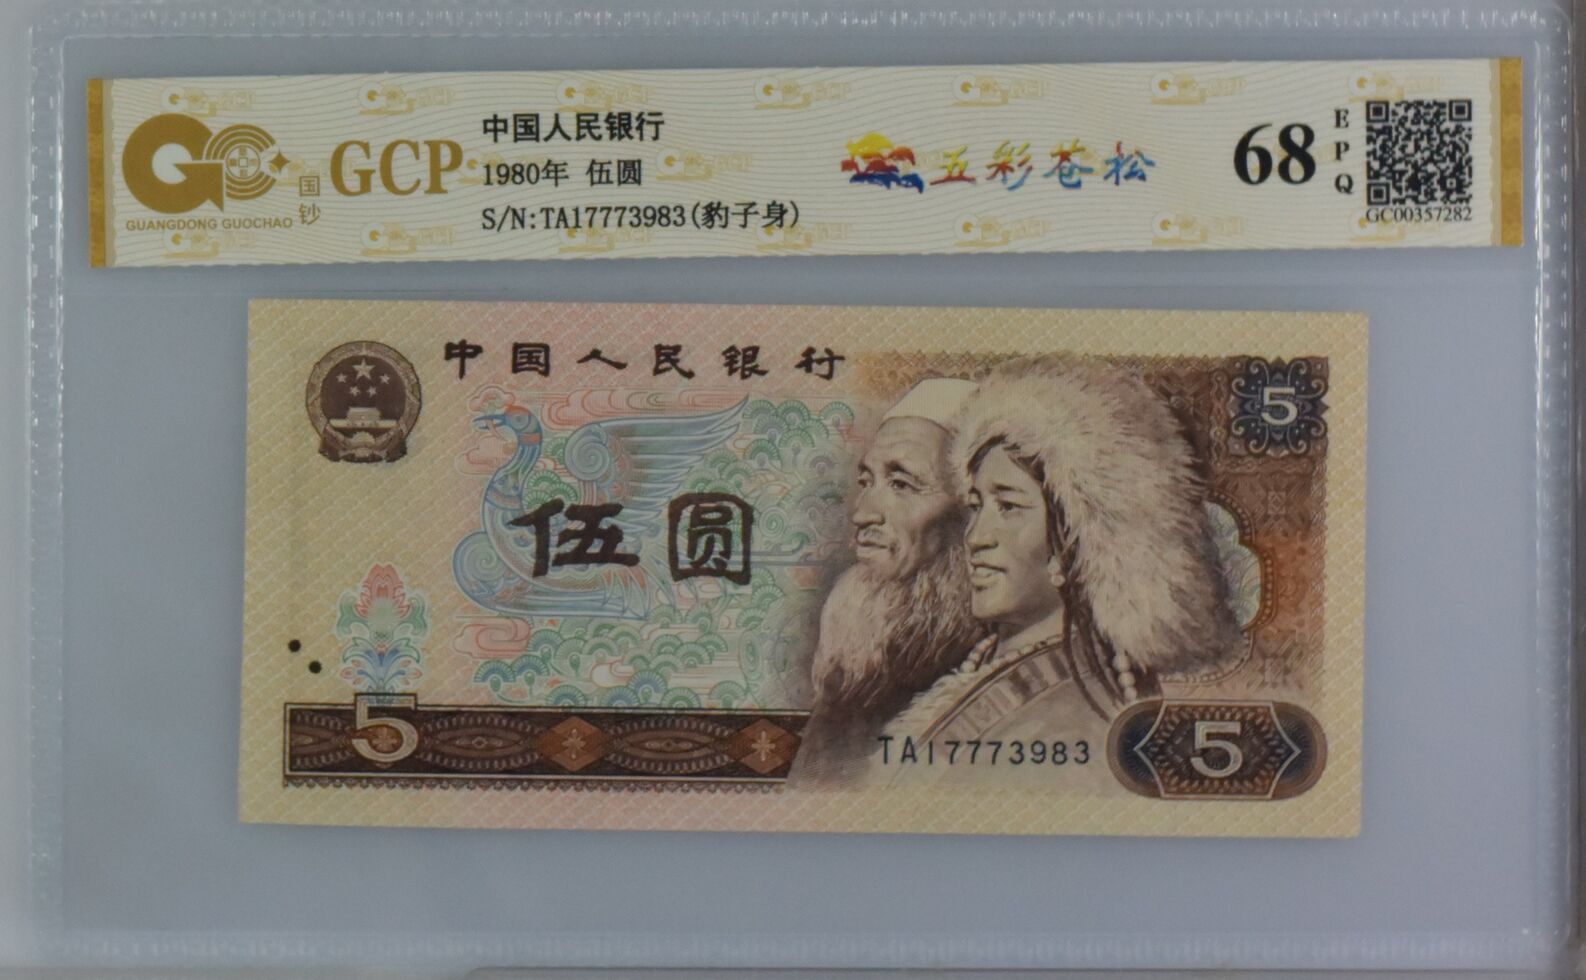 GUANGDONG GUOCHAO
国钞
GCP
中国人民银行
1980年 伍圆
S/N:TA17773983(豹子身)
五彩苍松
68
EPQ
GC00357282
中国人民银行
5
伍圆
5
TA17773983
5